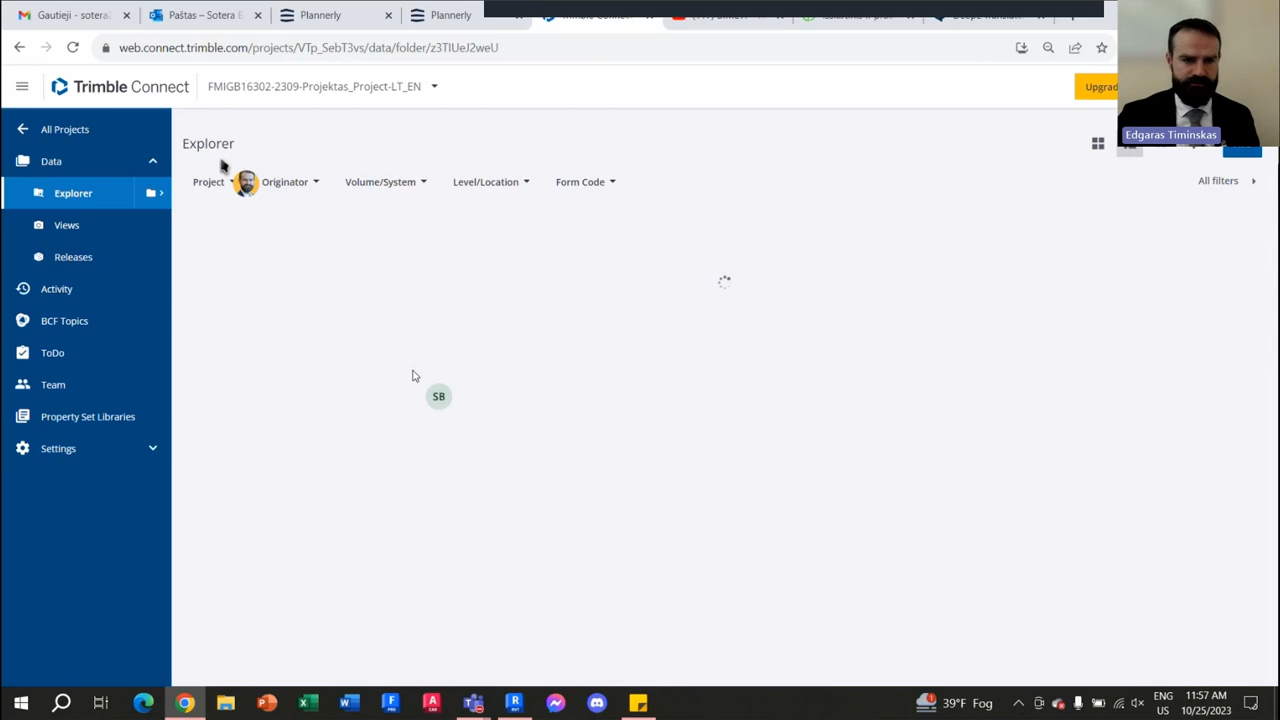 Gautieji - sotera2
Paštas – Sotera B
Plannerly
Plannerly
web.connect.trimble.com/projects/VTp_SebT3vs/data/folder/z3TIUeJ2weU
Trimble Connect
FMIGB16302-2309-Projektas_Project-LT_EN
Upgrad
Edgaras Timinskas
All Projects
Data
Explorer
Views
Releases
Activity
BCF Topics
ToDo
Team
Property Set Libraries
Settings
Explorer
Project
Originator
Volume/System
Level/Location
Form Code
All filters
SB
39°F Fog
ENG
US
11:57 AM
10/25/2023